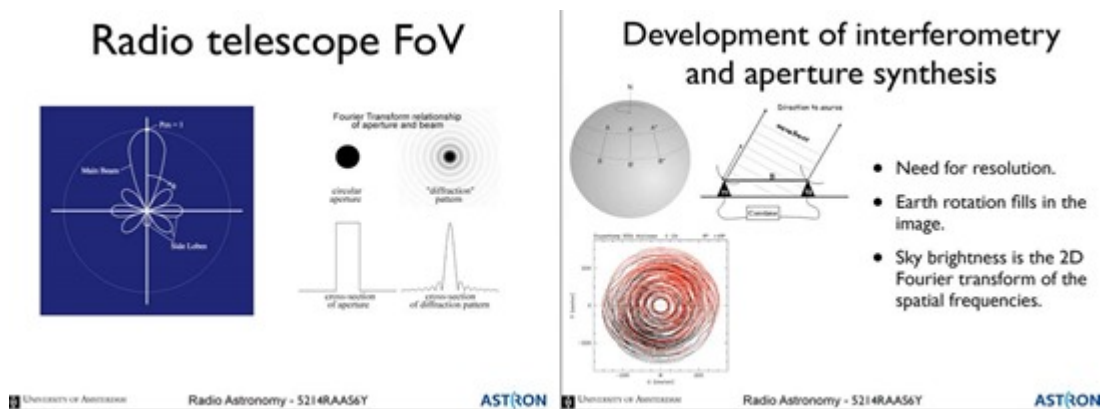 Radio telescope FoV
Pmax = 1
Main Beam
Side Lobes
Fourier Transform relationship
of aperture and beam
circular
aperture
"diffraction"
pattern
cross-section
of aperture
cross-section
of diffraction pattern
UNIVERSITY OF AMSTERDAM
Radio Astronomy - 5214RAAS6Y
ASTRON
Development of interferometry
and aperture synthesis
N
Direction to source
B
Correlator
● Need for resolution.
● Earth rotation fills in the
image.
● Sky brightness is the 2D
Fourier transform of the
spatial frequencies.
UNIVERSITY OF AMSTERDAM
Radio Astronomy - 5214RAAS6Y
ASTRON